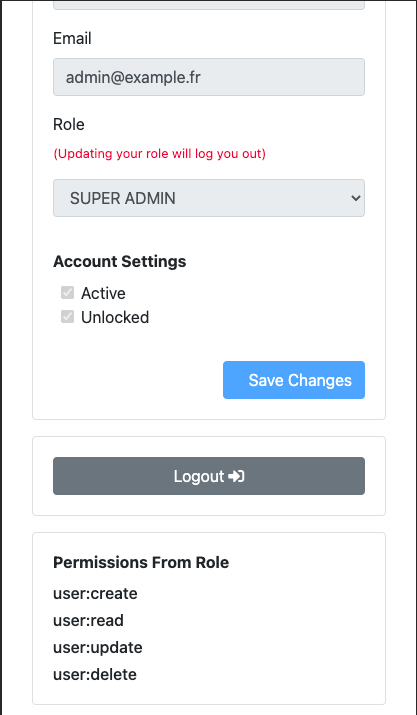 Email
admin@example.fr
Role
(Updating your role will log you out)
SUPER ADMIN
Account Settings
Active
Unlocked
Save Changes
Logout
Permissions From Role
user:create
user:read
user:update
user:delete